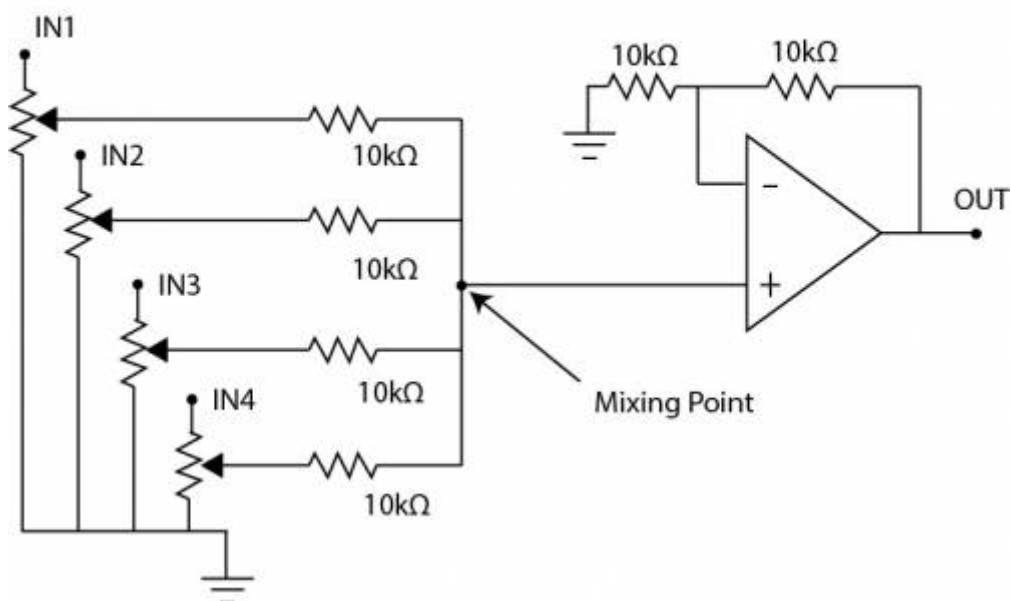 IN1
10kΩ
10kΩ
10kΩ
IN2
-
OUT
10kΩ
IN3
+
10kΩ
Mixing Point
IN4
10kΩ